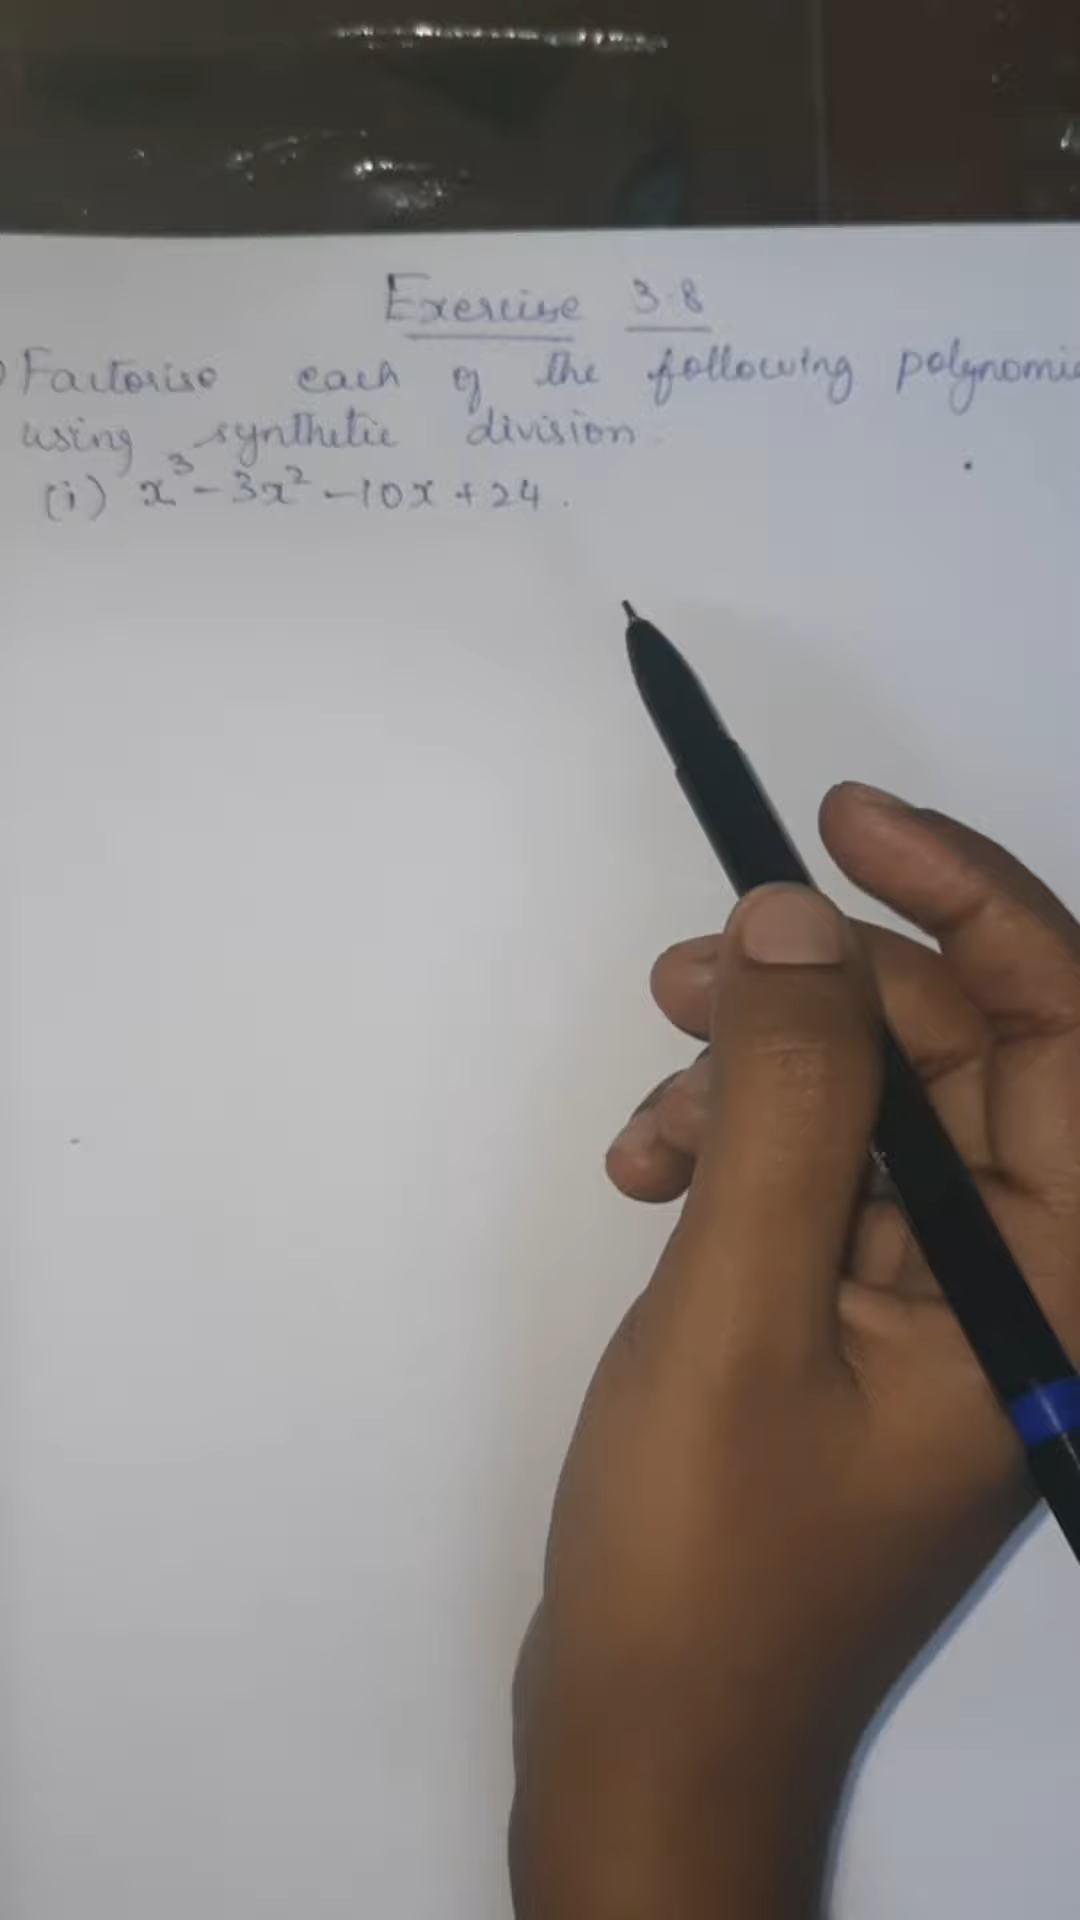 Exercise 3.8
Factorise each of the following polynomi
using synthetic division.
(i) x³ - 3x² - 10x + 24.